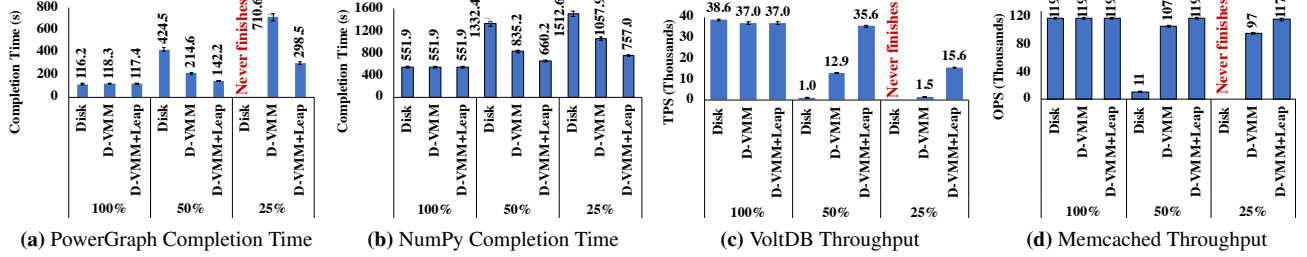 Completion Time (s)
800
600
400
200
0
116.2
118.3
117.4
424.5
214.6
142.2
Never finishes
710.6
298.5
Disk
D-VMM
D-VMM+Leap
Disk
D-VMM
D-VMM+Leap
Disk
D-VMM
D-VMM+Leap
100%
50%
25%
(a) PowerGraph Completion Time
Completion Time (s)
1600
1200
800
400
0
551.9
551.9
551.9
1332.4
835.2
660.2
1512.6
1057.9
757.0
Disk
D-VMM
D-VMM+Leap
Disk
D-VMM
D-VMM+Leap
Disk
D-VMM
D-VMM+Leap
100%
50%
25%
(b) NumPy Completion Time
TPS (Thousands)
40
30
20
10
0
38.6
37.0
37.0
1.0
12.9
35.6
Never finishes
1.5
15.6
Disk
D-VMM
D-VMM+Leap
Disk
D-VMM
D-VMM+Leap
Disk
D-VMM
D-VMM+Leap
100%
50%
25%
(c) VoltDB Throughput
OPS (Thousands)
120
90
60
30
0
119
119
119
11
107
119
Never finishes
97
117
Disk
D-VMM
D-VMM+Leap
Disk
D-VMM
D-VMM+Leap
Disk
D-VMM
D-VMM+Leap
100%
50%
25%
(d) Memcached Throughput